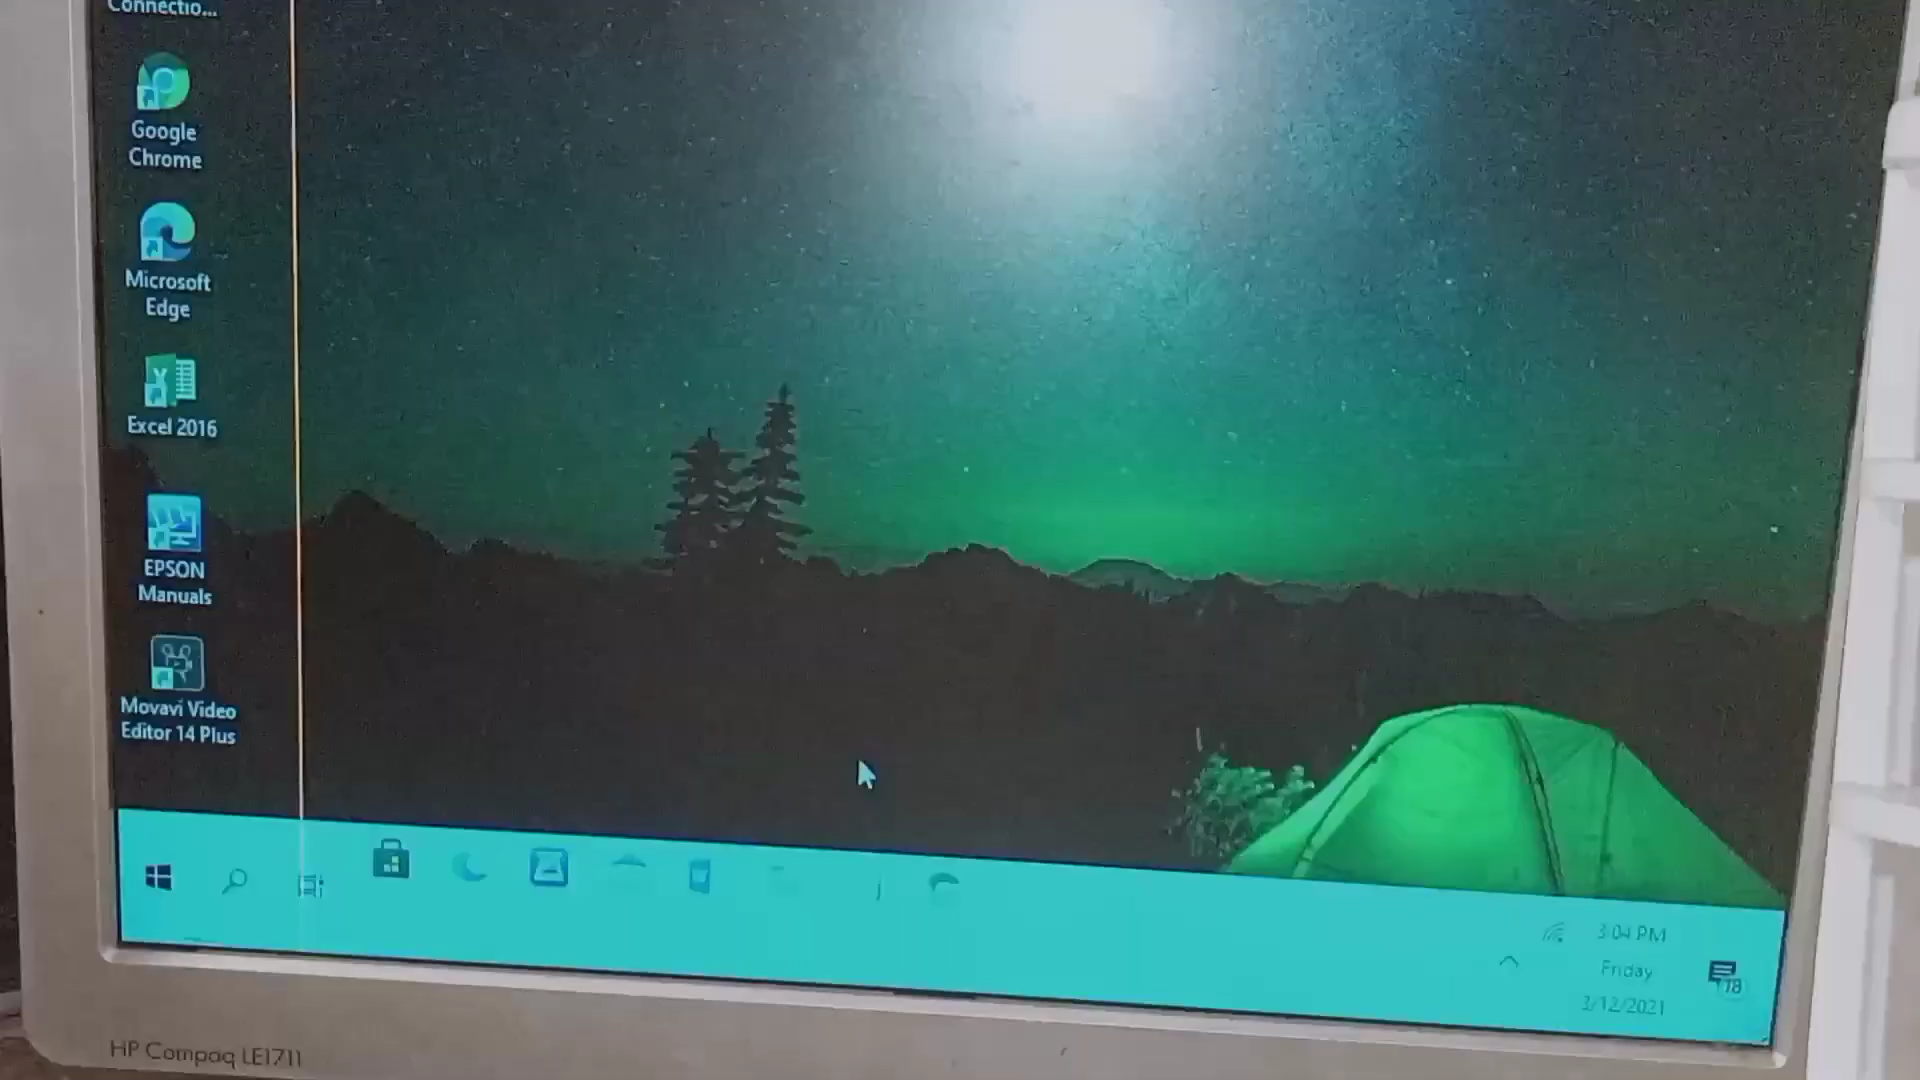 Connectio...
Google
Chrome
Microsoft
Edge
Excel 2016
EPSON
Manuals
Movavi Video
Editor 14 Plus
3:04 PM
Friday
3/12/2021
18
HP Compaq LE1711